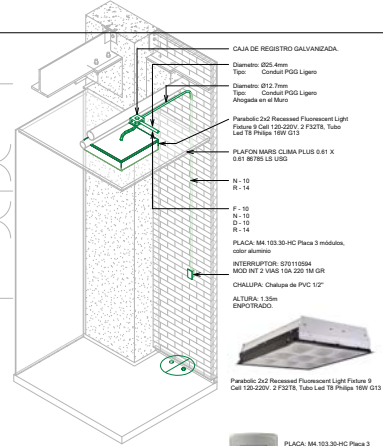 CAJA DE REGISTRO GALVANIZADA.
Diametro: Ø25.4mm
Tipo: Conduit PGG Ligero
Diametro: Ø12.7mm
Tipo: Conduit PGG Ligero
Ahogada en el Muro
Parabolic 2x2 Recessed Fluorescent Light
Fixture 9 Cell 120-220V. 2 F32T8, Tubo
Led T8 Philips 16W G13
PLAFON MARS CLIMA PLUS 0.61 X
0.61 86785 LS USG
N - 10
R - 14
F - 10
N - 10
D - 10
R - 14
PLACA: M4.103.30-HC Placa 3 módulos,
color aluminio
INTERRUPTOR: S70110594
MOD INT 2 VIAS 10A 220 1M GR
CHALUPA: Chalupa de PVC 1/2"
ALTURA: 1.35m
ENPOTRADO.
Parabolic 2x2 Recessed Fluorescent Light Fixture 9
Cell 120-220V. 2 F32T8, Tubo Led T8 Philips 16W G13
PLACA: M4.103.30-HC Placa 3